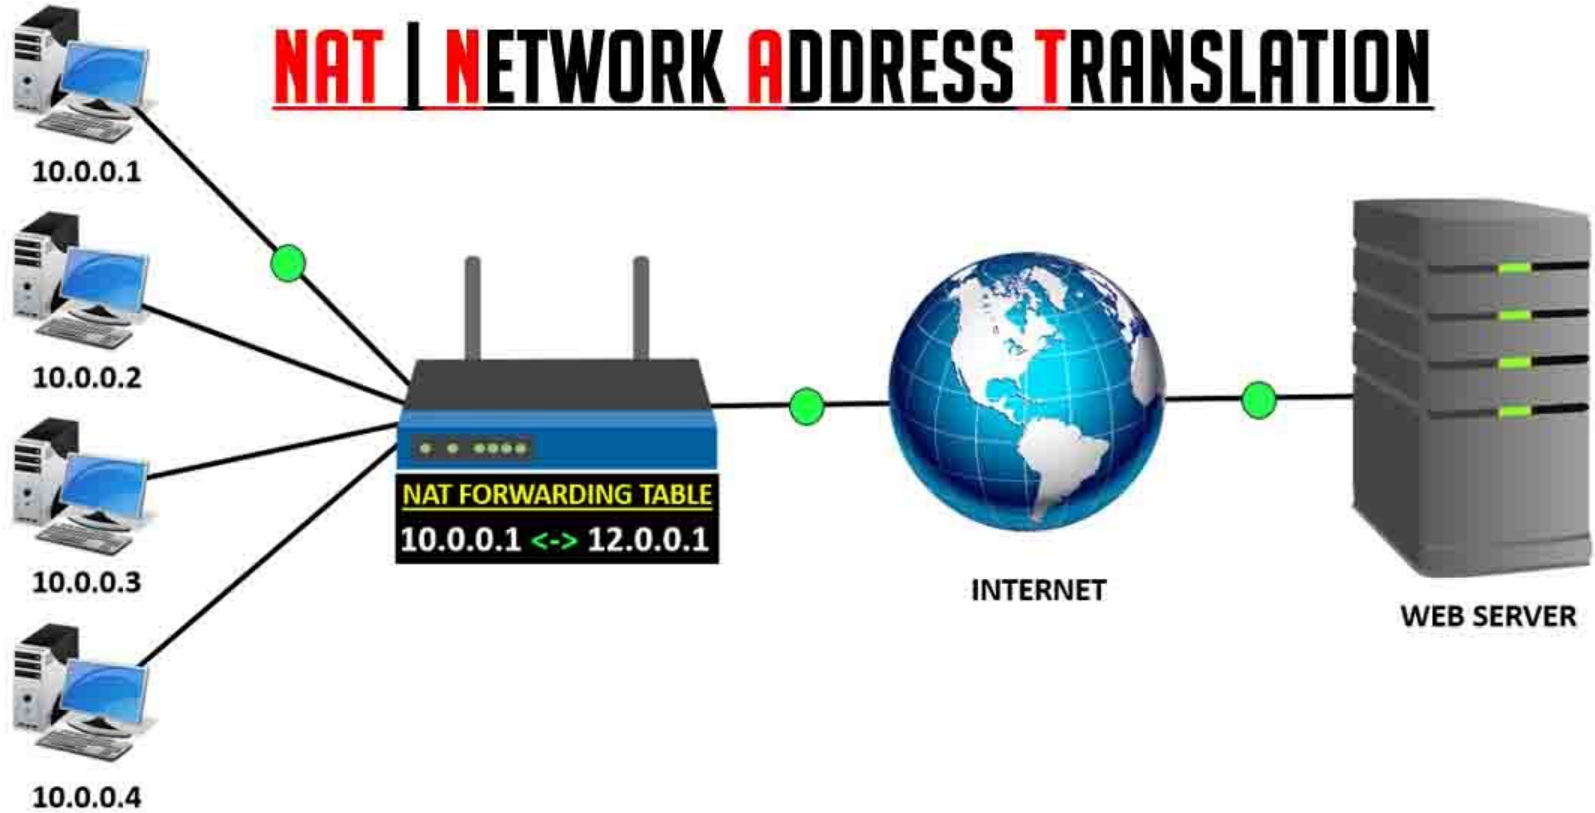 NAT | NETWORK ADDRESS TRANSLATION
10.0.0.1
10.0.0.2
10.0.0.3
10.0.0.4
NAT FORWARDING TABLE
10.0.0.1 <-> 12.0.0.1
INTERNET
WEB SERVER